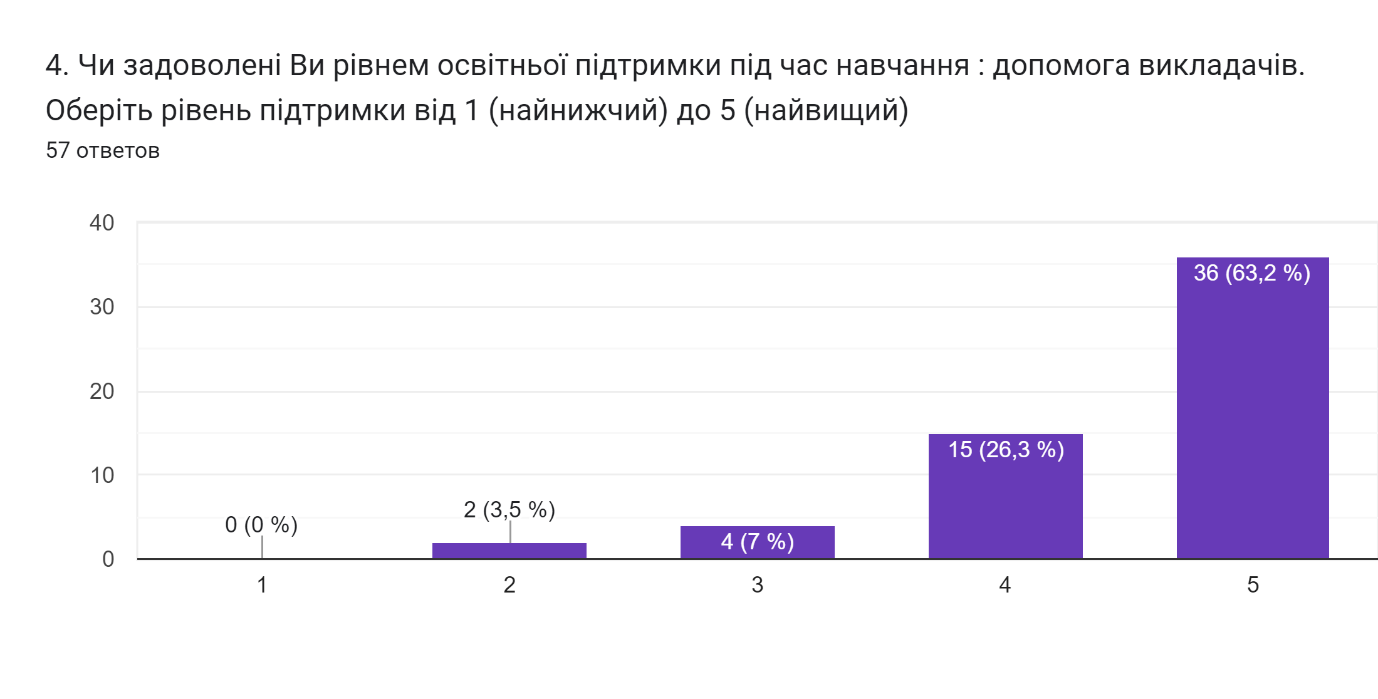 4. Чи задоволені Ви рівнем освітньої підтримки під час навчання : допомога викладачів.
Оберіть рівень підтримки від 1 (найнижчий) до 5 (найвищий)
57 ответов
40
30
20
10
0
0 (0 %)
2 (3,5 %)
4 (7 %)
15 (26,3 %)
36 (63,2 %)
1
2
3
4
5